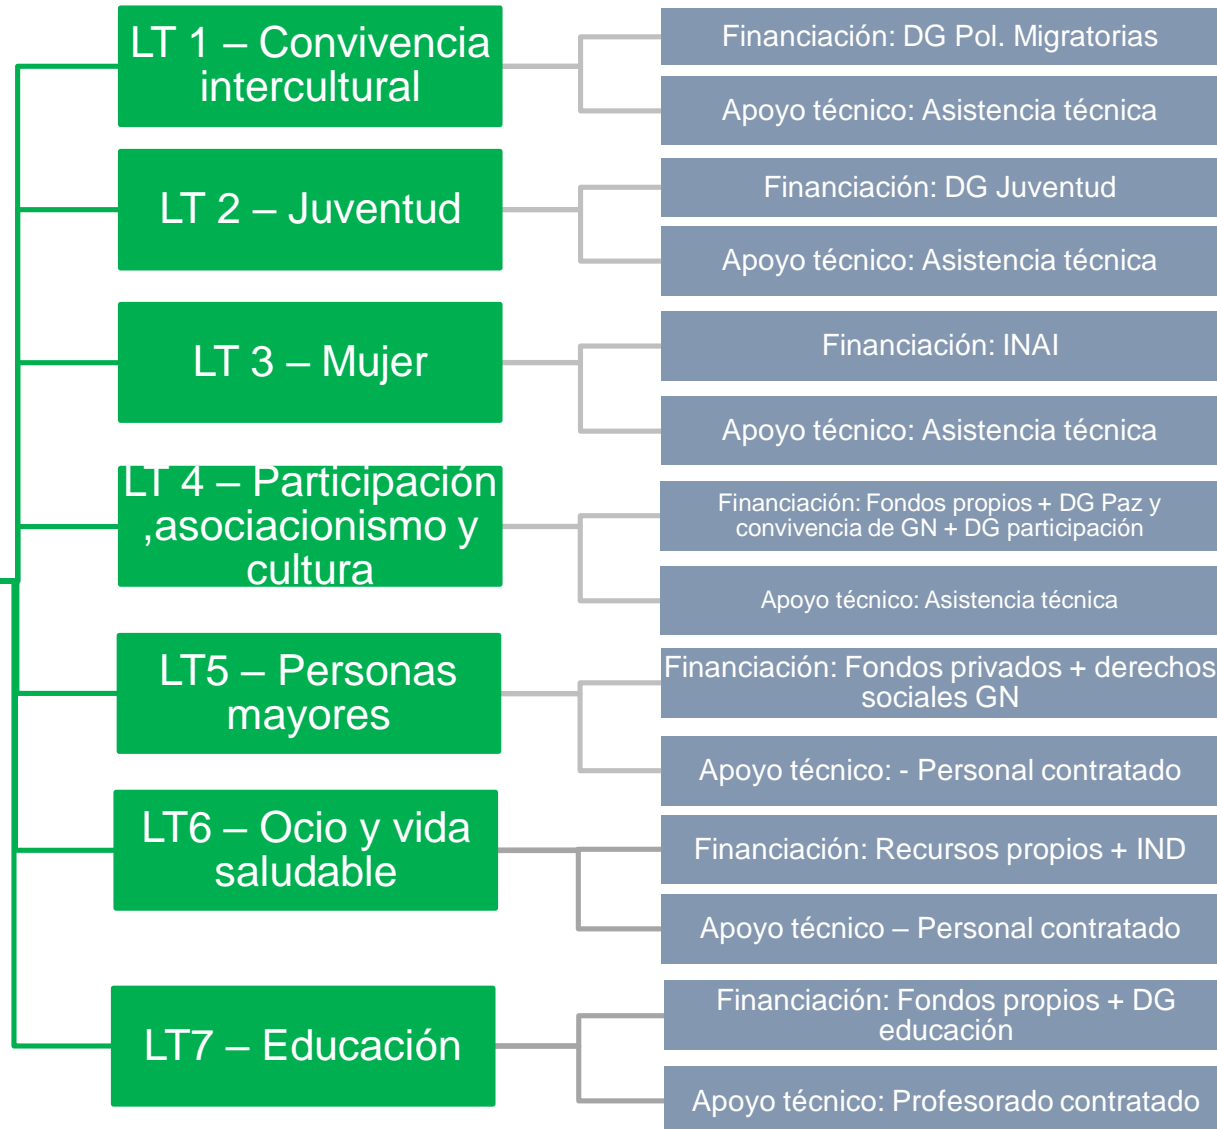 LT 1 – Convivencia
intercultural
Financiación: DG Pol. Migratorias
Apoyo técnico: Asistencia técnica
LT 2 – Juventud
Financiación: DG Juventud
Apoyo técnico: Asistencia técnica
LT 3 – Mujer
Financiación: INAI
Apoyo técnico: Asistencia técnica
LT 4 – Participación
,asociacionismo y
cultura
Financiación: Fondos propios + DG Paz y
convivencia de GN + DG participación
Apoyo técnico: Asistencia técnica
LT5 – Personas
mayores
Financiación: Fondos privados + derechos
sociales GN
Apoyo técnico: - Personal contratado
LT6 – Ocio y vida
saludable
Financiación: Recursos propios + IND
Apoyo técnico – Personal contratado
LT7 – Educación
Financiación: Fondos propios + DG
educación
Apoyo técnico: Profesorado contratado